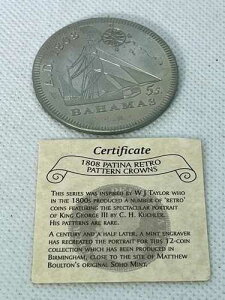 A.D. 1808
5s.
BAHAMAS
Certificate
1808 PATINA RETRO
PATTERN CROWNS
THIS SERIES WAS INSPIRED BY W J TAYLOR WHO
IN THE 1800S PRODUCED A NUMBER OF 'RETRO'
COINS FEATURING THE SPECTACULAR PORTRAIT
OF KING GEORGE III BY C. H. KUCHLER.
HIS PATTERNS ARE RARE.
A CENTURY AND A HALF LATER, A MINT ENGRAVER
HAS RECREATED THE PORTRAIT FOR THIS 12-COIN
COLLECTION WHICH HAS BEEN PRODUCED IN
BIRMINGHAM, CLOSE TO THE SITE OF MATTHEW
BOULTON'S ORIGINAL SOHO MINT.